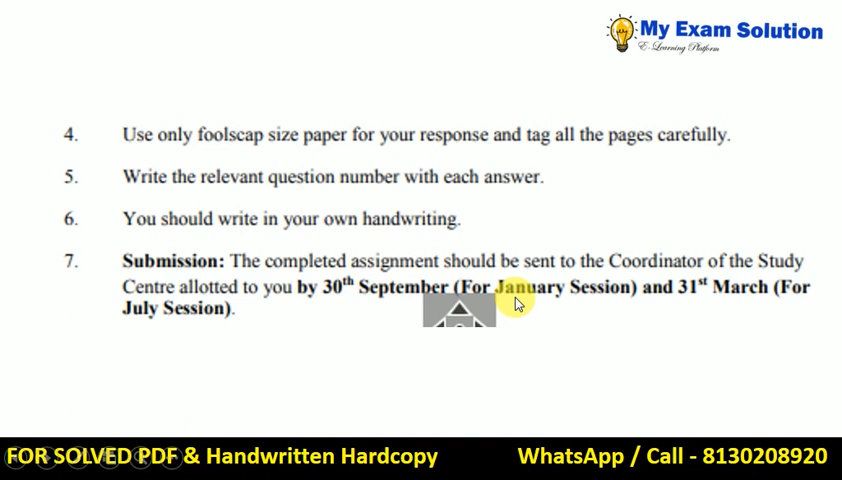 My Exam Solution
E-Learning Platform
4. Use only foolscap size paper for your response and tag all the pages carefully.
5. Write the relevant question number with each answer.
6. You should write in your own handwriting.
7. Submission: The completed assignment should be sent to the Coordinator of the Study
Centre allotted to you by 30th September (For January Session) and 31st March (For
July Session).
FOR SOLVED PDF & Handwritten Hardcopy WhatsApp / Call - 8130208920